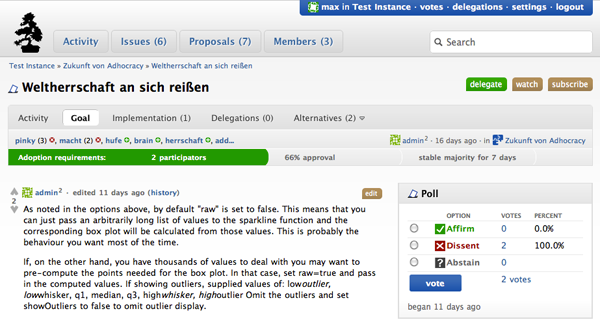 max in Test Instance · votes · delegations · settings · logout
Activity Issues (6) Proposals (7) Members (3) Search
Test Instance » Zukunft von Adhocracy » Weltherrschaft an sich reißen
Weltherrschaft an sich reißen delegate watch subscribe
Activity Goal Implementation (1) Delegations (0) Alternatives (2)
pinky (3) , macht (2) , hufe , brain , herrschaft , add... admin² · 16 days ago · in Zukunft von Adhocracy
Adoption requirements: 2 participators 66% approval stable majority for 7 days
2
admin² · edited 11 days ago (history) edit
As noted in the options above, by default "raw" is set to false. This means that you
can just pass an arbitrarily long list of values to the sparkline function and the
corresponding box plot will be calculated from those values. This is probably the
behaviour you want most of the time.
If, on the other hand, you have thousands of values to deal with you may want to
pre-compute the points needed for the box plot. In that case, set raw=true and pass
in the computed values. If showing outliers, supplied values of: lowoutlier,
lowwhisker, q1, median, q3, highwhisker, highoutlier Omit the outliers and set
showOutliers to false to omit outlier display.
Poll
OPTION VOTES PERCENT
Affirm 0 0.0%
Dissent 2 100.0%
? Abstain 0
vote 2 votes
began 11 days ago